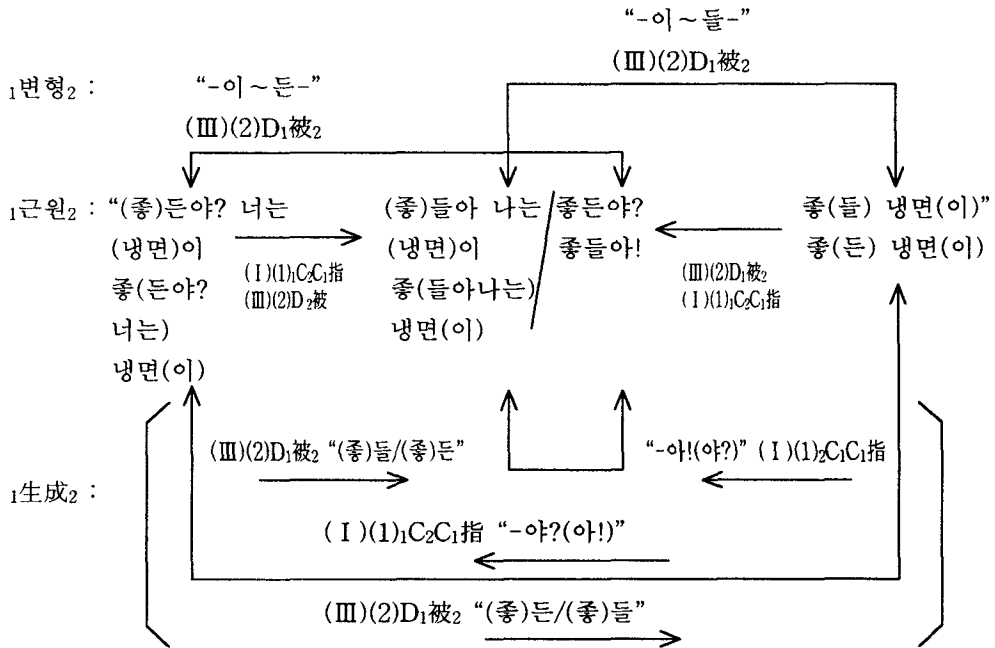 “-이～들-”
(Ⅲ)(2)D₁被₂
₁변형₂ : “-이～든-”
(Ⅲ)(2)D₁被₂
₁근원₂ : “(좋)든야? 너는 (좋)들아 나는 좋든야? 좋(들) 냉면(이)”
(냉면)이 (냉면)이 좋들아! 좋(든) 냉면(이)
(Ⅰ)(1)₁C₂C₁指 (Ⅲ)(2)D₁被₂
좋(든야? 좋(들아나는)
(Ⅲ)(2)D₂被 (Ⅰ)(1)₁C₂C₁指
너는) 냉면(이)
냉면(이)
(Ⅲ)(2)D₁被₂ “(좋)들/(좋)든” “-아!(야?)” (Ⅰ)(1)₂C₁C₁指
₁生成₂ :
(Ⅰ)(1)₁C₂C₁指 “-야?(아!)”
(Ⅲ)(2)D₁被₂ “(좋)든/(좋)들”